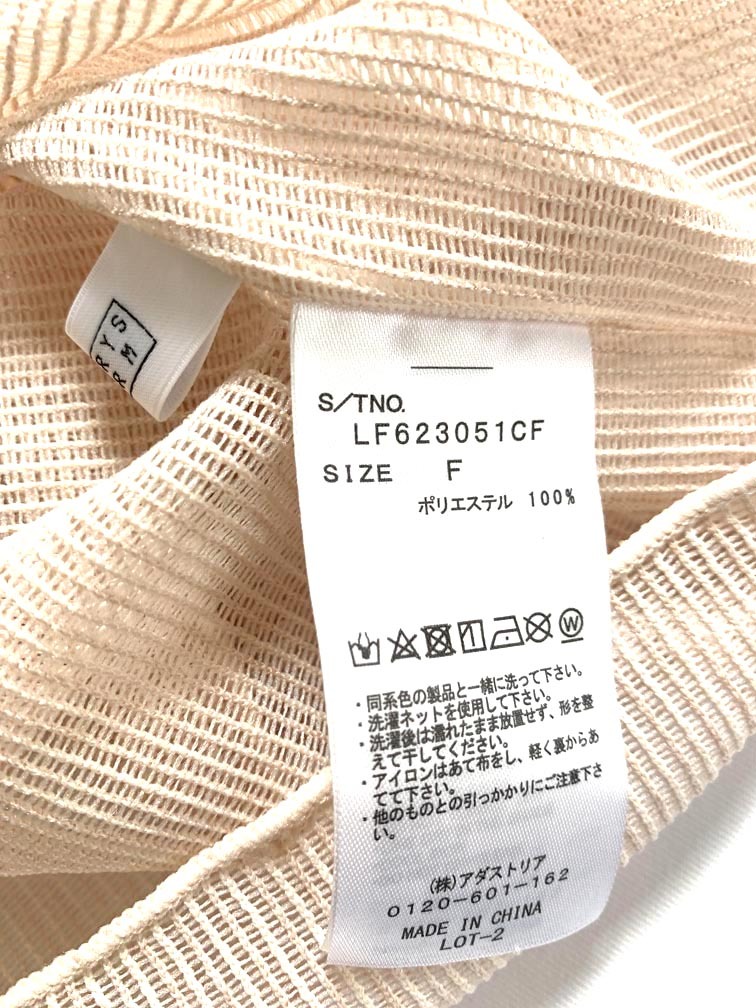 RYS
RM
S/TNO.
LF623051CF
SIZE F
ポリエステル 100%
W
・同系色の製品と一緒に洗って下さい。
・洗濯ネットを使用して下さい。
・洗濯後は濡れたまま放置せず、形を整
えて干してください。
・アイロンはあて布をし、軽く裏からあ
てて下さい。
・他のものとの引っかかりにご注意下さ
い。
(株)アダストリア
0120-601-162
MADE IN CHINA
LOT-2